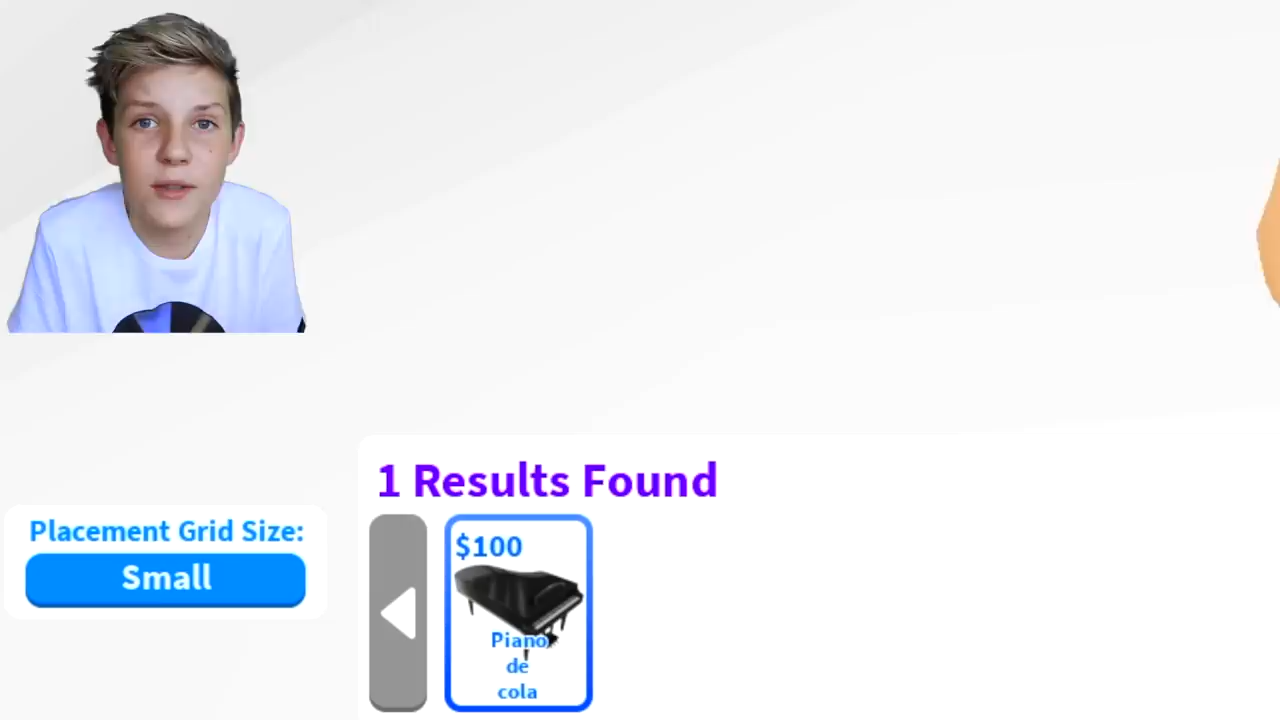 1 Results Found
Placement Grid Size:
Small
$100
Piano
de
cola